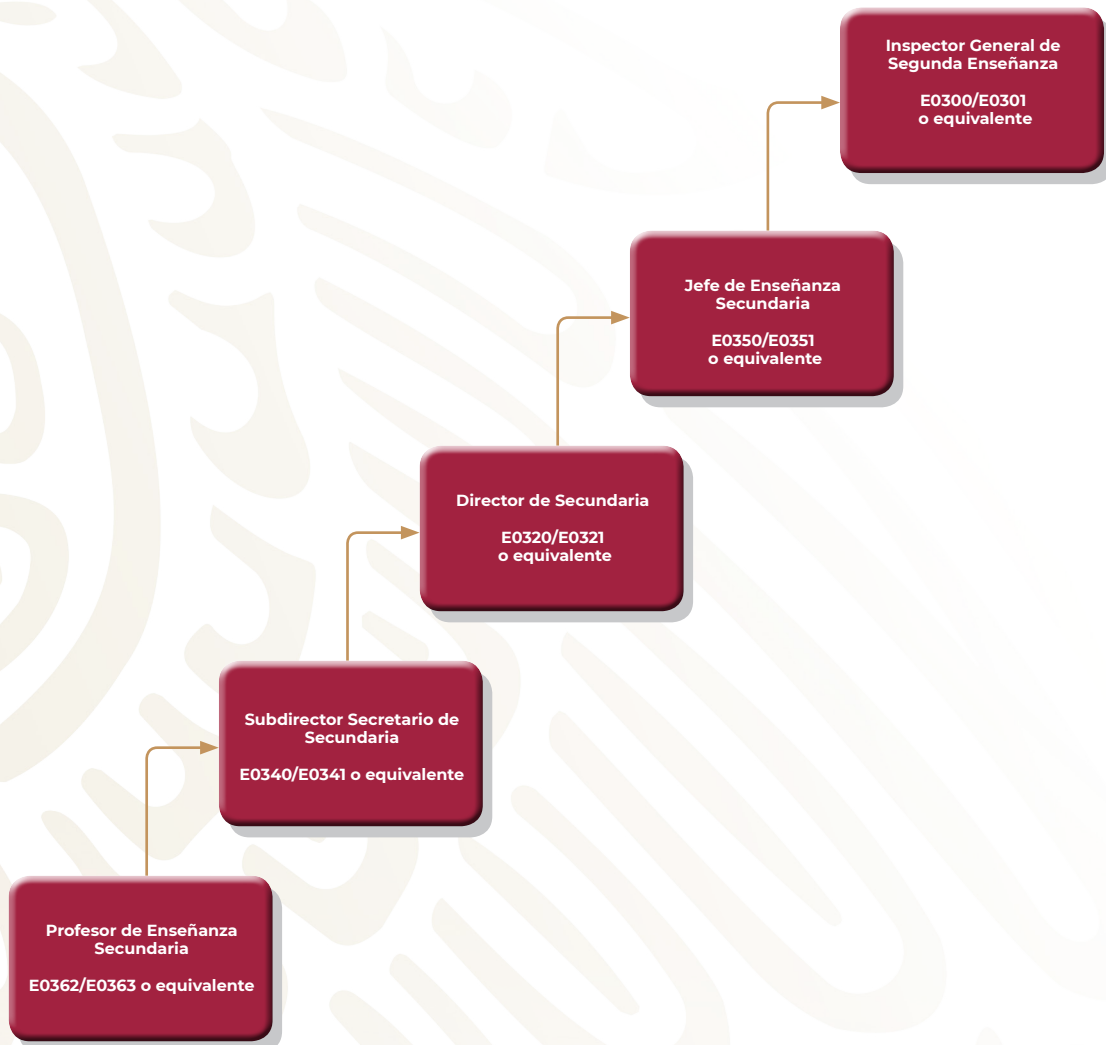 Inspector General de
Segunda Enseñanza
E0300/E0301
o equivalente
Jefe de Enseñanza
Secundaria
E0350/E0351
o equivalente
Director de Secundaria
E0320/E0321
o equivalente
Subdirector Secretario de
Secundaria
E0340/E0341 o equivalente
Profesor de Enseñanza
Secundaria
E0362/E0363 o equivalente